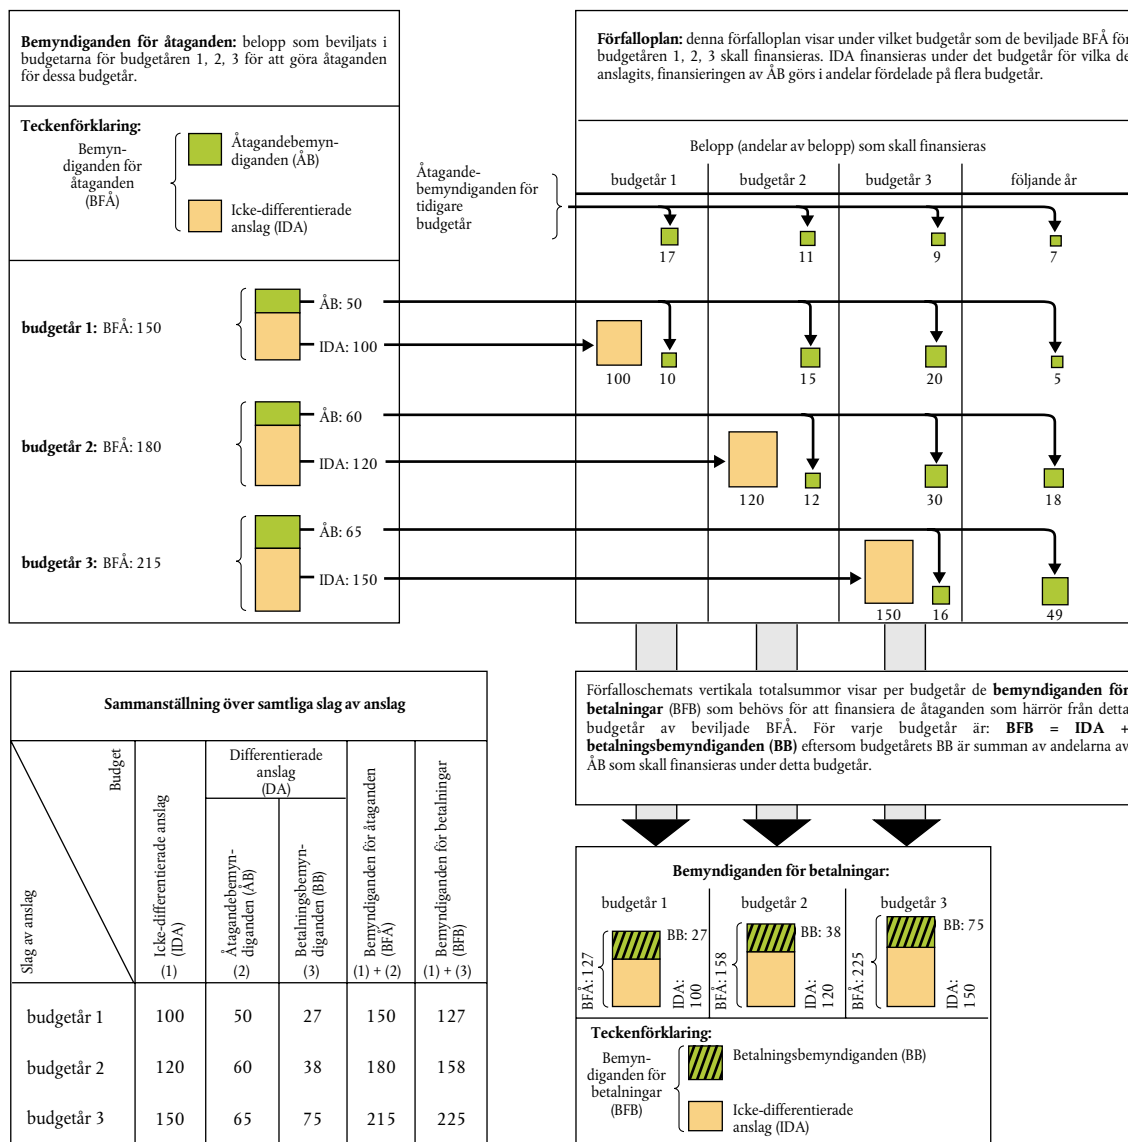 Bemyndiganden för åtaganden: belopp som beviljats i
budgetarna för budgetåren 1, 2, 3 för att göra åtaganden
för dessa budgetår.
Teckenförklaring:
Bemyn-
diganden för
åtaganden
(BFÅ)
Åtagandebemyn-
diganden (ÅB)
Icke-differentierade
anslag (IDA)
Förfalloplan: denna förfalloplan visar under vilket budgetår som de beviljade BFÅ för
budgetåren 1, 2, 3 skall finansieras. IDA finansieras under det budgetår för vilka de
anslagits, finansieringen av ÅB görs i andelar fördelade på flera budgetår.
Belopp (andelar av belopp) som skall finansieras
budgetår 1 budgetår 2 budgetår 3 följande år
Åtagande-
bemyndiganden för
tidigare
budgetår
17 11 9 7
budgetår 1: BFÅ: 150
ÅB: 50
IDA: 100
100 10 15 20 5
budgetår 2: BFÅ: 180
ÅB: 60
IDA: 120
120 12 30 18
budgetår 3: BFÅ: 215
ÅB: 65
IDA: 150
150 16 49
Förfalloschemats vertikala totalsummor visar per budgetår de bemyndiganden för
betalningar (BFB) som behövs för att finansiera de åtaganden som härrör från detta
budgetår av beviljade BFÅ. För varje budgetår är: BFB = IDA +
betalningsbemyndiganden (BB) eftersom budgetårets BB är summan av andelarna av
ÅB som skall finansieras under detta budgetår.
Sammanställning över samtliga slag av anslag
Budget
Slag av anslag
Icke-differentierade anslag
(IDA)
(1)
Differentierade
anslag
(DA)
Åtagandebemyn-
diganden (ÅB)
(2)
Betalningsbemyn-
diganden (BB)
(3)
Bemyndiganden för åtaganden
(BFÅ)
(1) + (2)
Bemyndiganden för betalningar
(BFB)
(1) + (3)
budgetår 1 100 50 27 150 127
budgetår 2 120 60 38 180 158
budgetår 3 150 65 75 215 225
Bemyndiganden för betalningar:
budgetår 1 budgetår 2 budgetår 3
BFÅ: 127
BB: 27
IDA:
100
BFÅ: 158
BB: 38
IDA:
120
BFÅ: 225
BB: 75
IDA:
150
Teckenförklaring:
Bemyn-
diganden för
betalningar
(BFB)
Betalningsbemyndiganden (BB)
Icke-differentierade
anslag (IDA)